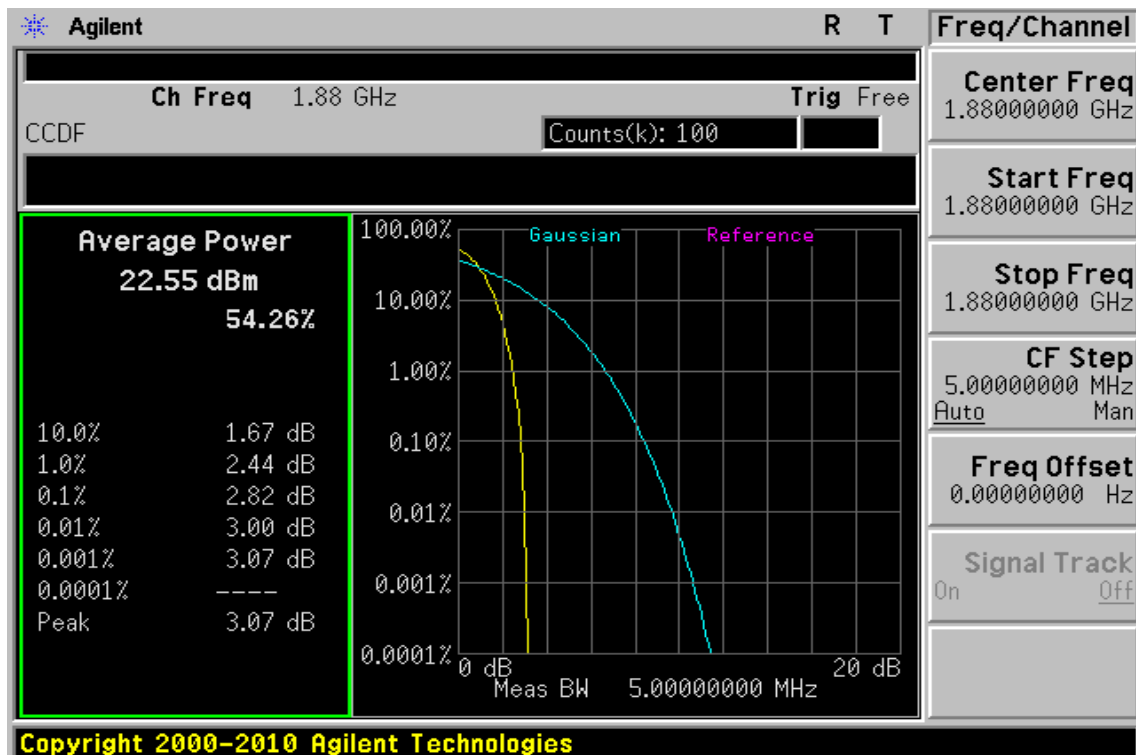 Agilent R T
Ch Freq 1.88 GHz Trig Free
CCDF Counts(k): 100
Average Power
22.55 dBm
54.26%
10.0% 1.67 dB
1.0% 2.44 dB
0.1% 2.82 dB
0.01% 3.00 dB
0.001% 3.07 dB
0.0001% ----
Peak 3.07 dB
Gaussian Reference
100.00%
10.00%
1.00%
0.10%
0.01%
0.001%
0.0001%
0 dB 20 dB
Meas BW 5.00000000 MHz
Freq/Channel
Center Freq
1.88000000 GHz
Start Freq
1.88000000 GHz
Stop Freq
1.88000000 GHz
CF Step
5.00000000 MHz
Auto Man
Freq Offset
0.00000000 Hz
Signal Track
On Off
Copyright 2000-2010 Agilent Technologies